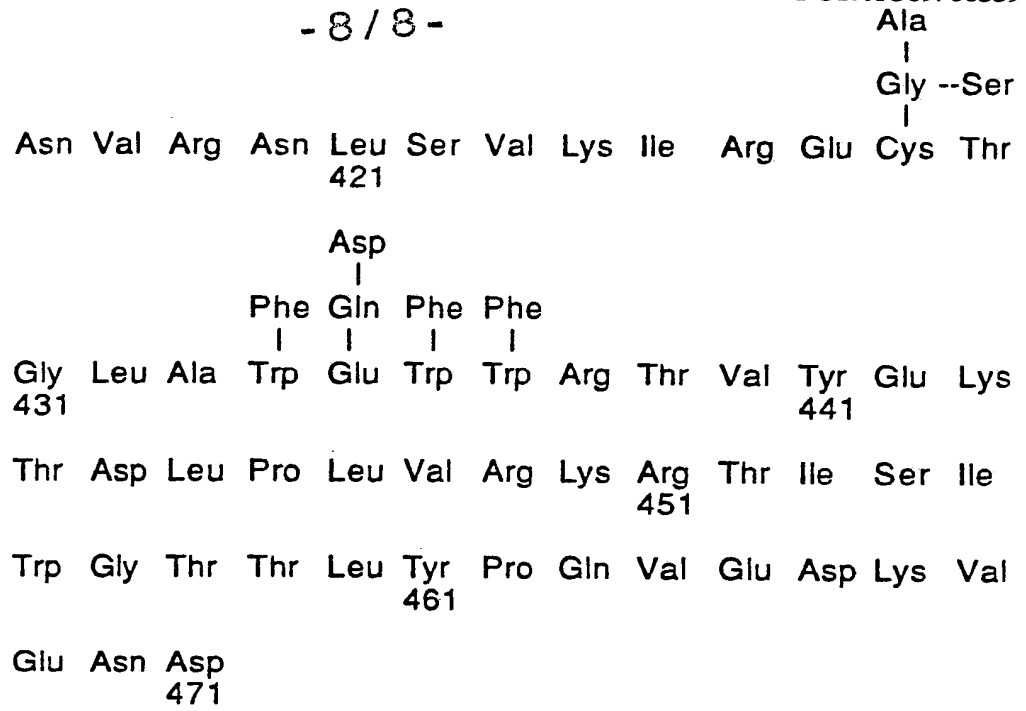 - 8 / 8 -
Ala
Gly --Ser
Asn Val Arg Asn Leu Ser Val Lys Ile Arg Glu Cys Thr
421
Asp
Phe Gln Phe Phe
Gly Leu Ala Trp Glu Trp Trp Arg Thr Val Tyr Glu Lys
431 441
Thr Asp Leu Pro Leu Val Arg Lys Arg Thr Ile Ser Ile
451
Trp Gly Thr Thr Leu Tyr Pro Gln Val Glu Asp Lys Val
461
Glu Asn Asp
471